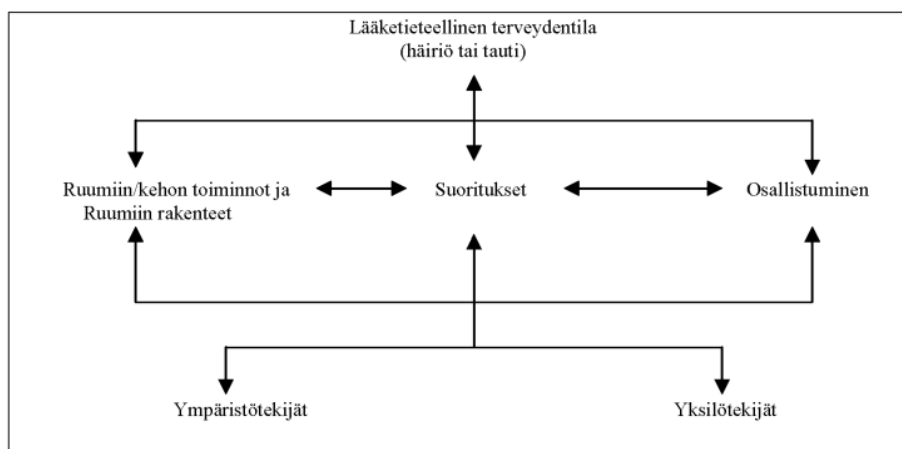 Lääketieteellinen terveydentila
(häiriö tai tauti)
Ruumiin/kehon toiminnot ja
Ruumiin rakenteet
Suoritukset
Osallistuminen
Ympäristötekijät
Yksilötekijät